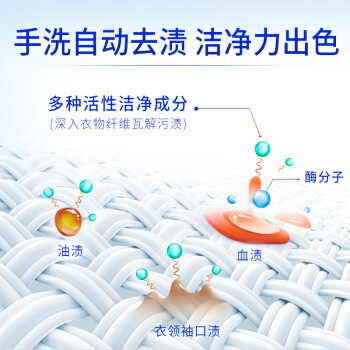 手洗自动去渍 洁净力出色
多种活性洁净成分
(深入衣物纤维瓦解污渍)
酶分子
油渍
血渍
衣领袖口渍